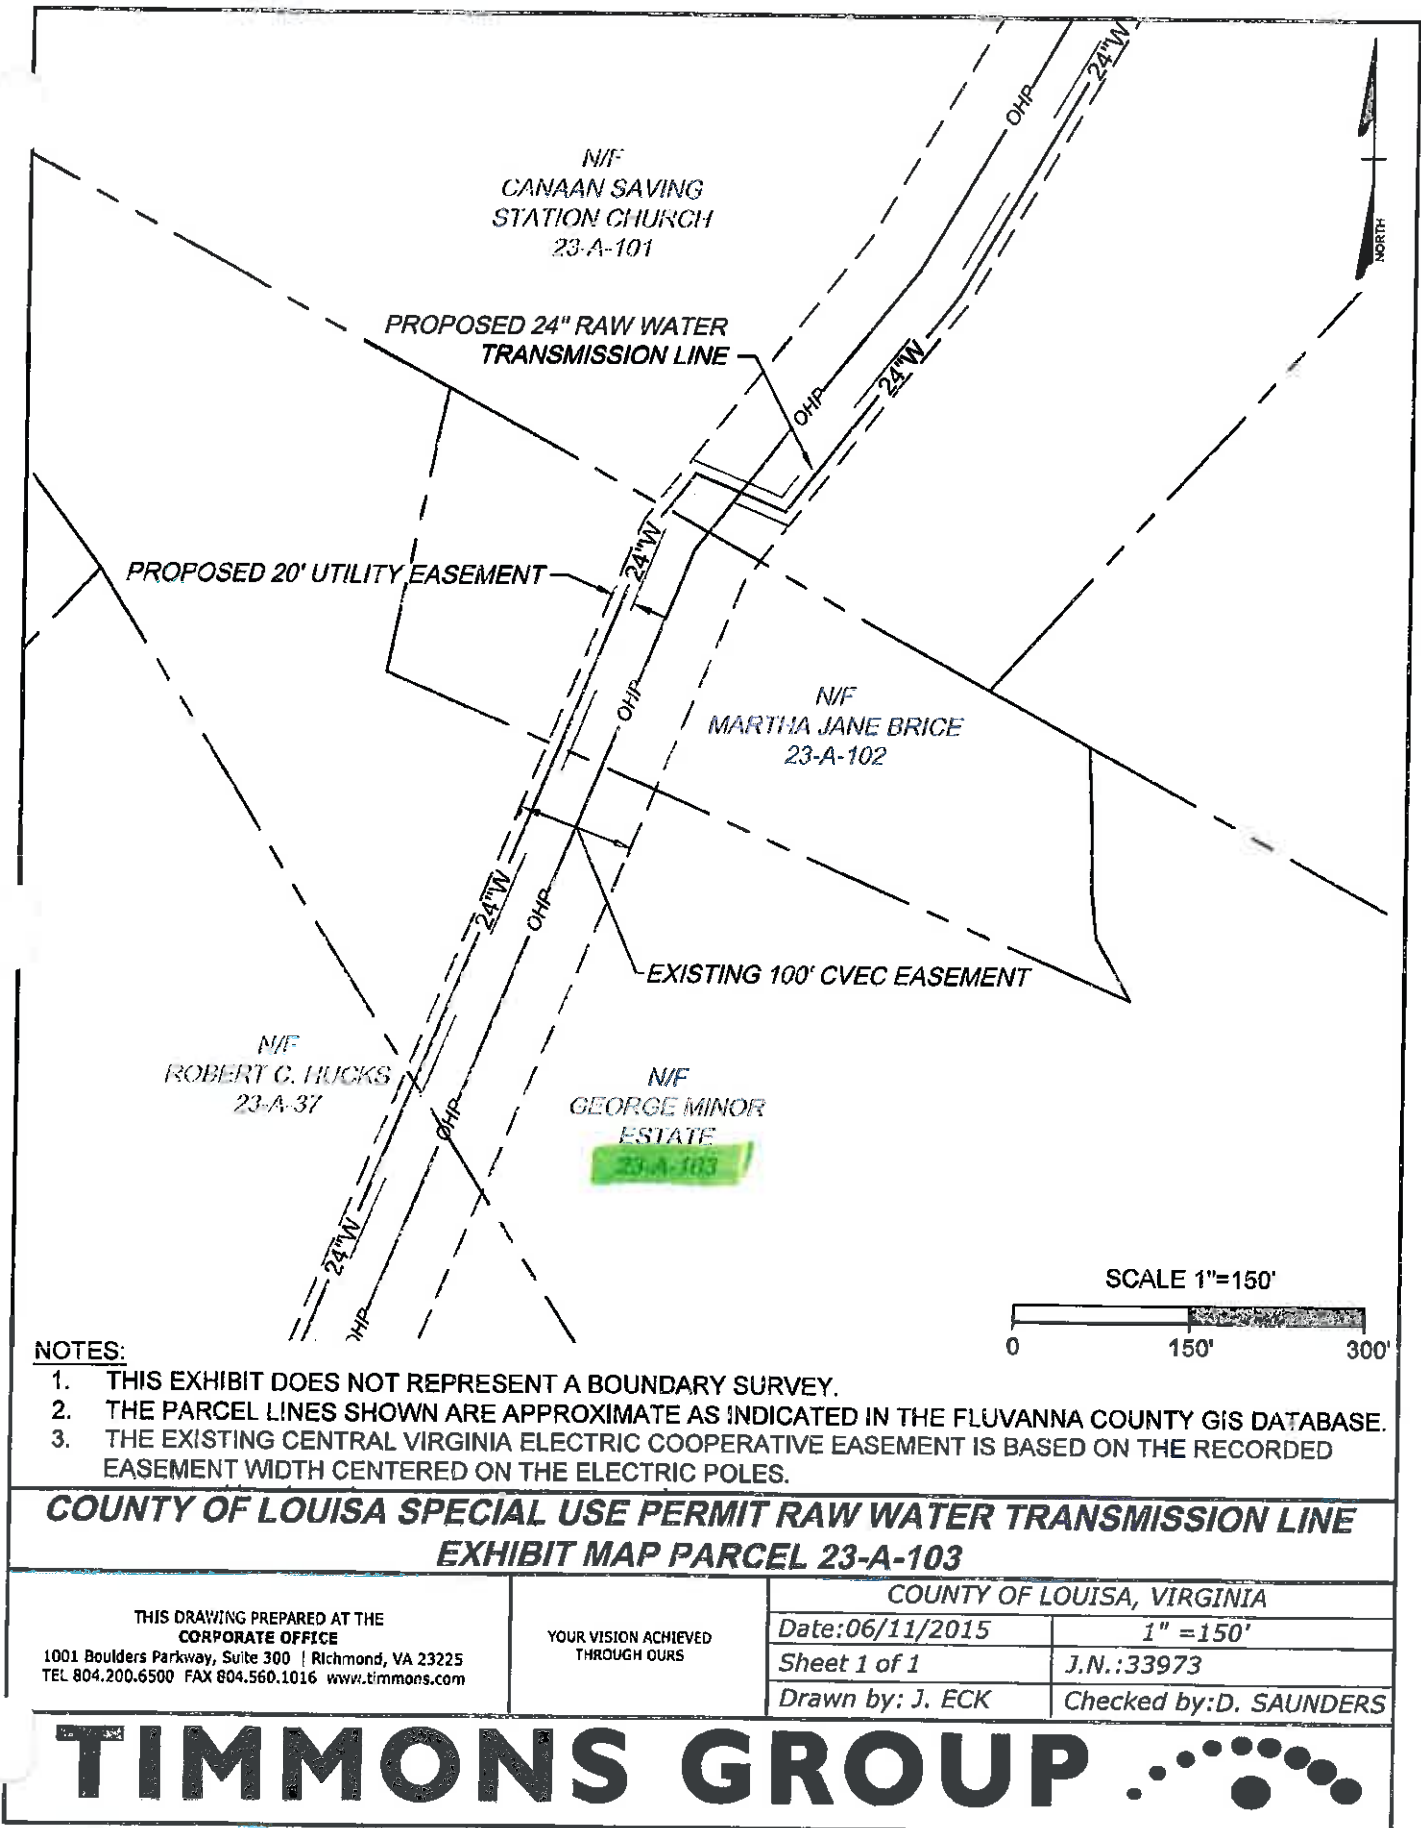 24"W
OHP
N/F
CANAAN SAVING
STATION CHURCH
23-A-101
NORTH
PROPOSED 24" RAW WATER
TRANSMISSION LINE
24"W
OHP
24"W
PROPOSED 20' UTILITY EASEMENT
OHP
N/F
MARTHA JANE BRICE
23-A-102
24"W
OHP
EXISTING 100' CVEC EASEMENT
N/F
ROBERT C. HUCKS
23-A-37
N/F
GEORGE MINOR
ESTATE
23-A-103
OHP
24"W
OHP
SCALE 1"=150'
0 150' 300'
NOTES:
1. THIS EXHIBIT DOES NOT REPRESENT A BOUNDARY SURVEY.
2. THE PARCEL LINES SHOWN ARE APPROXIMATE AS INDICATED IN THE FLUVANNA COUNTY GIS DATABASE.
3. THE EXISTING CENTRAL VIRGINIA ELECTRIC COOPERATIVE EASEMENT IS BASED ON THE RECORDED
EASEMENT WIDTH CENTERED ON THE ELECTRIC POLES.
COUNTY OF LOUISA SPECIAL USE PERMIT RAW WATER TRANSMISSION LINE
EXHIBIT MAP PARCEL 23-A-103
THIS DRAWING PREPARED AT THE
CORPORATE OFFICE
1001 Boulders Parkway, Suite 300 | Richmond, VA 23225
TEL 804.200.6500 FAX 804.560.1016 www.timmons.com
YOUR VISION ACHIEVED
THROUGH OURS
COUNTY OF LOUISA, VIRGINIA
Date:06/11/2015 1" =150'
Sheet 1 of 1 J.N.:33973
Drawn by: J. ECK Checked by:D. SAUNDERS
TIMMONS GROUP